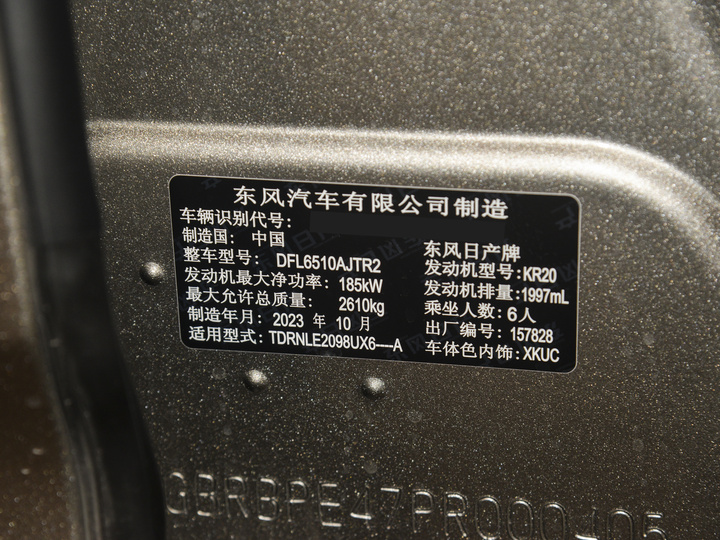 东风汽车有限公司制造
车辆识别代号：
制造国： 中国
东风日产牌
整车型号： DFL6510AJTR2
发动机型号：KR20
发动机最大净功率： 185kW
发动机排量：1997mL
最大允许总质量： 2610kg
乘坐人数：6人
制造年月：2023 年 10 月
出厂编号：157828
适用型式：TDRNLE2098UX6----A
车体色内饰：XKUC
GBRBPE47PR000405